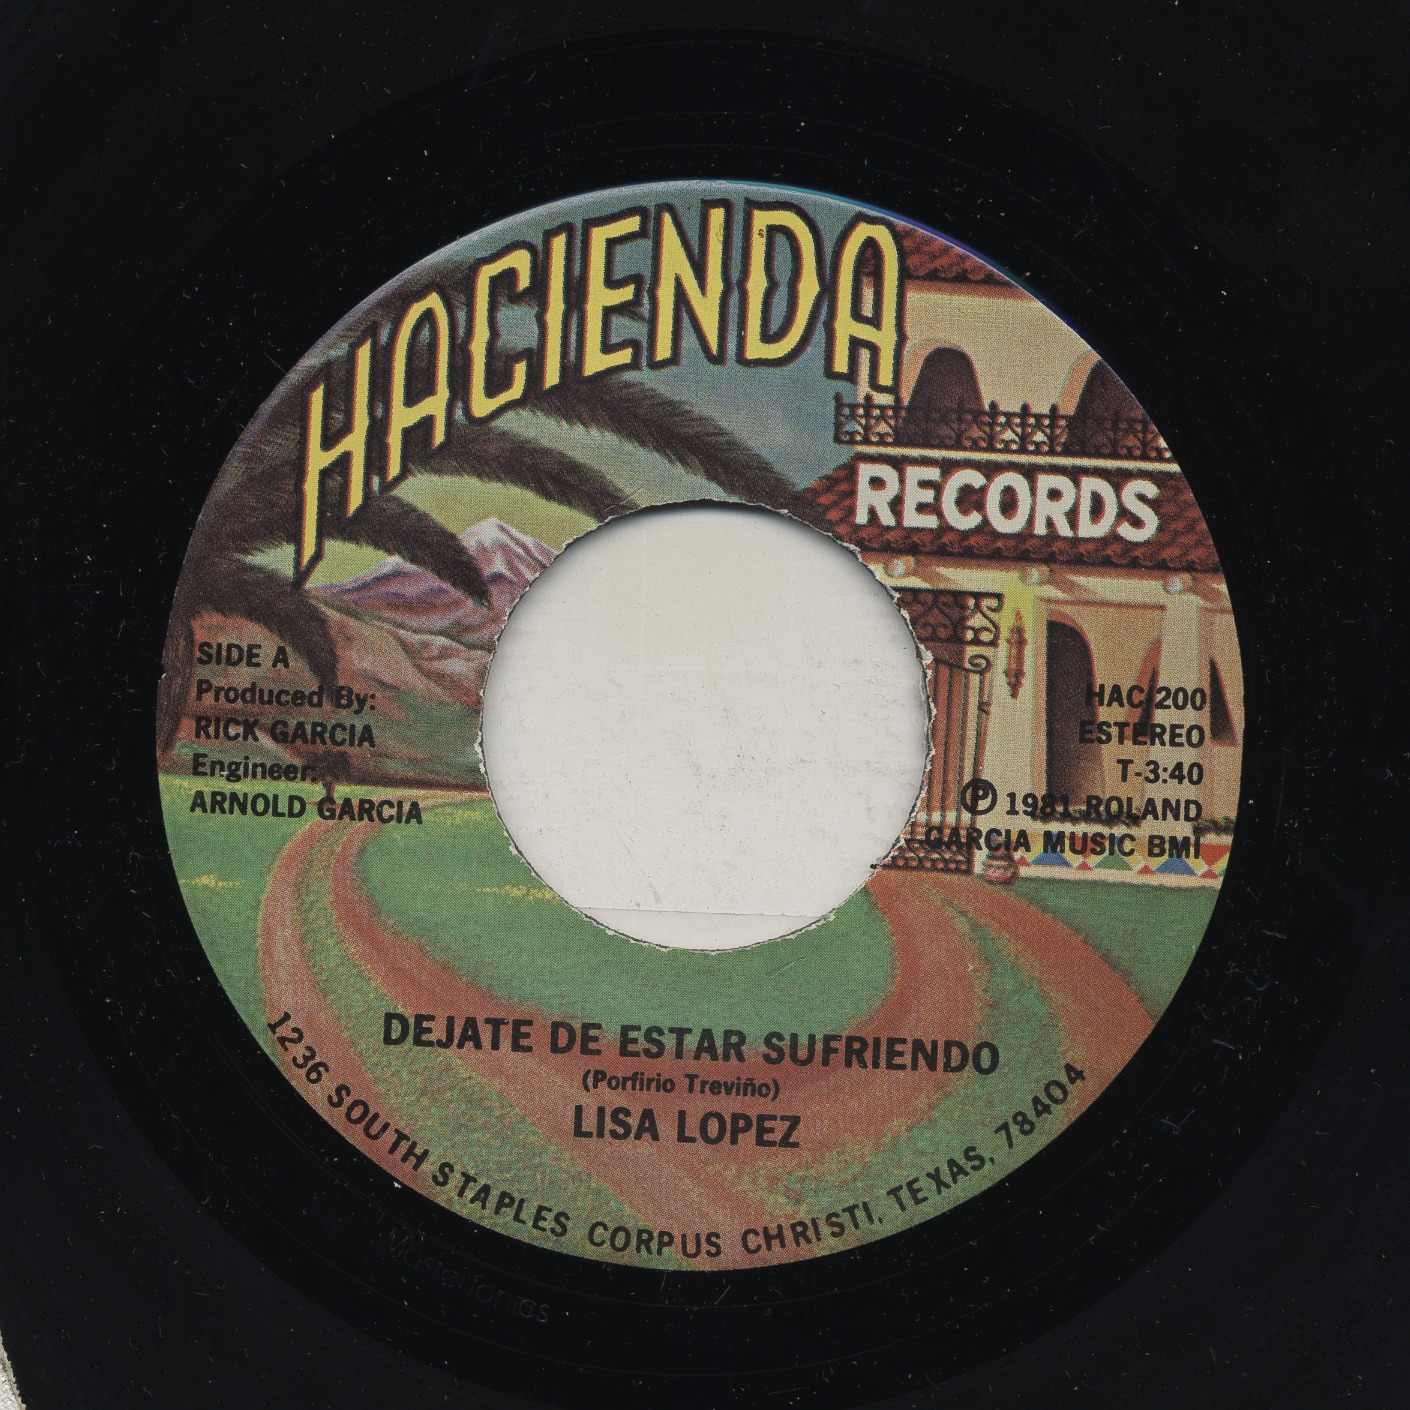 HACIENDA
RECORDS
SIDE A
Produced By:
RICK GARCIA
Engineer:
ARNOLD GARCIA
HAC 200
ESTEREO
T-3:40
Ⓟ 1981 ROLAND
GARCIA MUSIC BMI
DEJATE DE ESTAR SUFRIENDO
(Porfirio Treviño)
LISA LOPEZ
1236 SOUTH STAPLES CORPUS CHRISTI, TEXAS, 78404